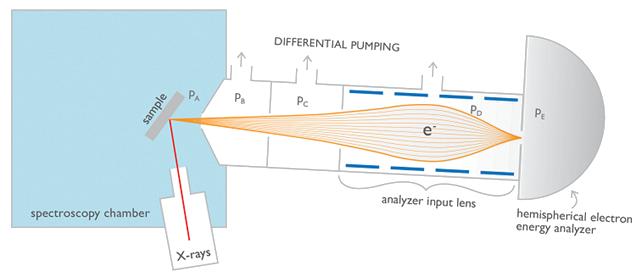 DIFFERENTIAL PUMPING
sample
PA
PB
PC
PD
PE
e-
spectroscopy chamber
X-rays
analyzer input lens
hemispherical electron
energy analyzer